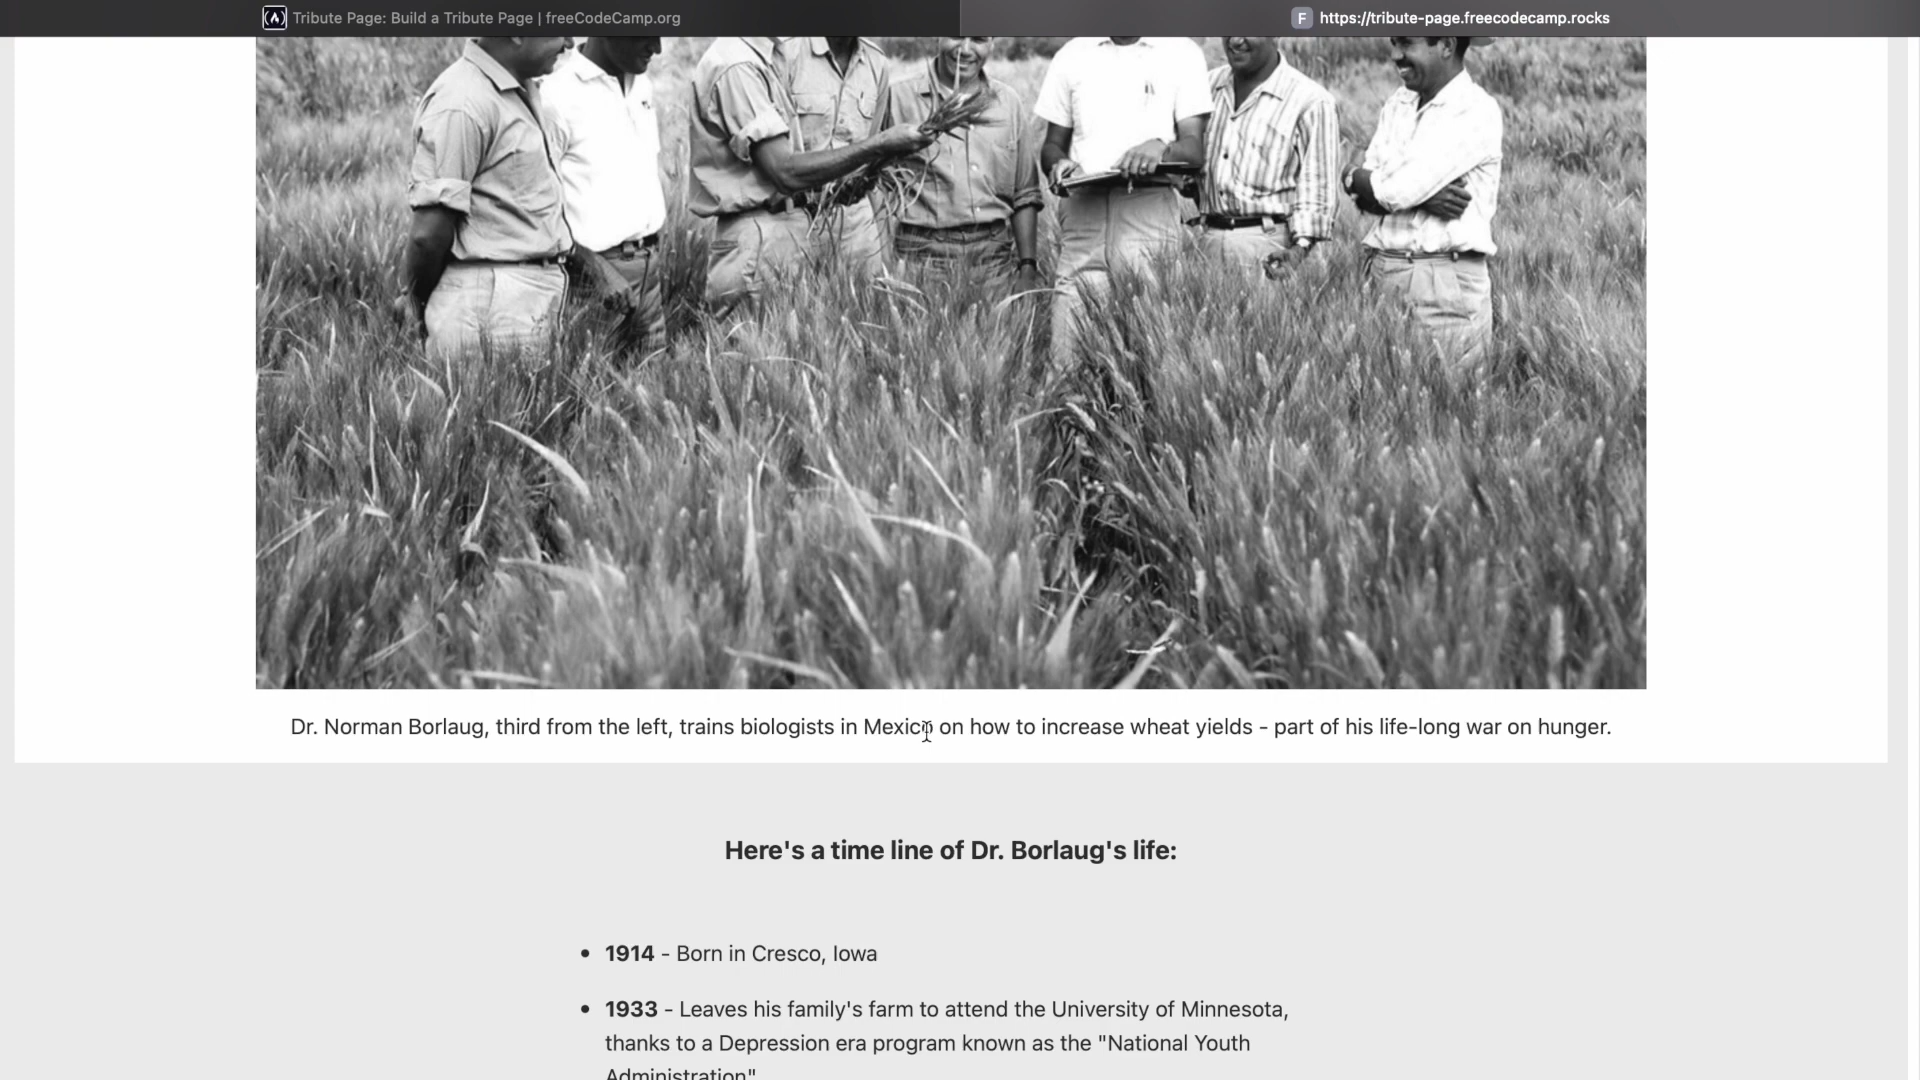 Tribute Page: Build a Tribute Page | freeCodeCamp.org
F https://tribute-page.freecodecamp.rocks
Dr. Norman Borlaug, third from the left, trains biologists in Mexico on how to increase wheat yields - part of his life-long war on hunger.
Here's a time line of Dr. Borlaug's life:
• 1914 - Born in Cresco, Iowa
• 1933 - Leaves his family's farm to attend the University of Minnesota,
thanks to a Depression era program known as the "National Youth
Administration"